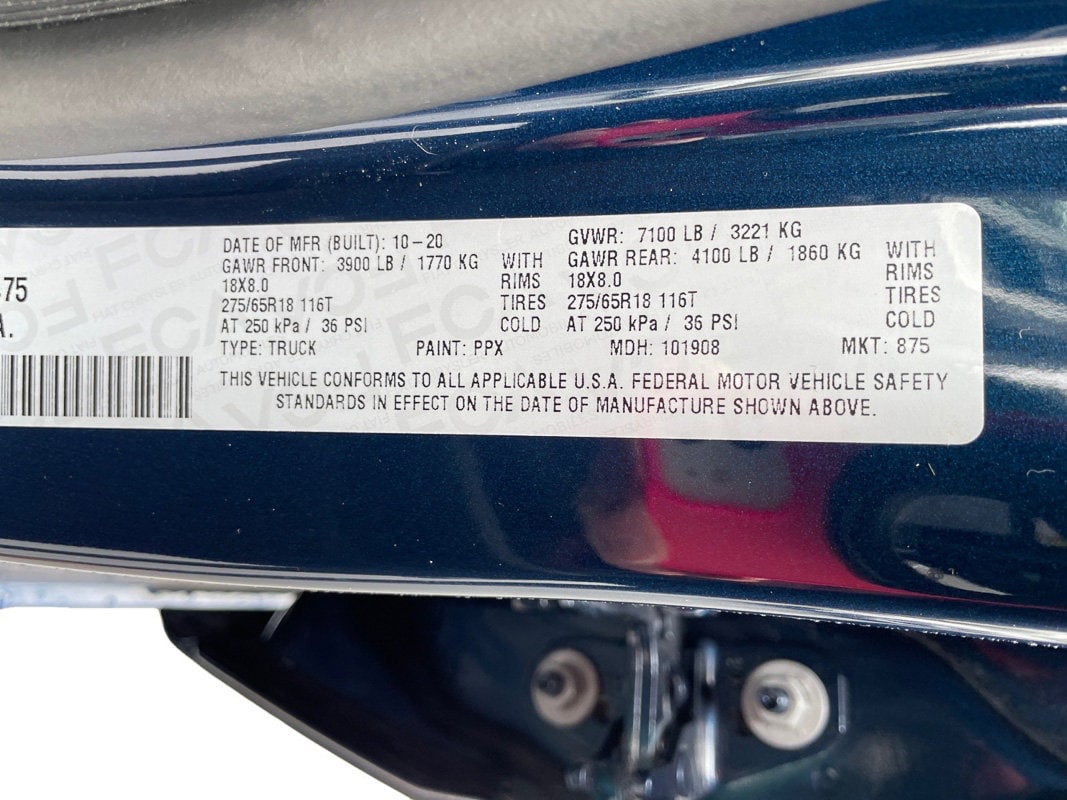 475
A.
DATE OF MFR (BUILT): 10-20
GVWR: 7100 LB / 3221 KG
GAWR FRONT: 3900 LB / 1770 KG WITH
GAWR REAR: 4100 LB / 1860 KG WITH
18X8.0 RIMS
18X8.0 RIMS
275/65R18 116T TIRES
275/65R18 116T TIRES
AT 250 kPa / 36 PSI COLD
AT 250 kPa / 36 PSI COLD
TYPE: TRUCK PAINT: PPX MDH: 101908 MKT: 875
THIS VEHICLE CONFORMS TO ALL APPLICABLE U.S.A. FEDERAL MOTOR VEHICLE SAFETY
STANDARDS IN EFFECT ON THE DATE OF MANUFACTURE SHOWN ABOVE.